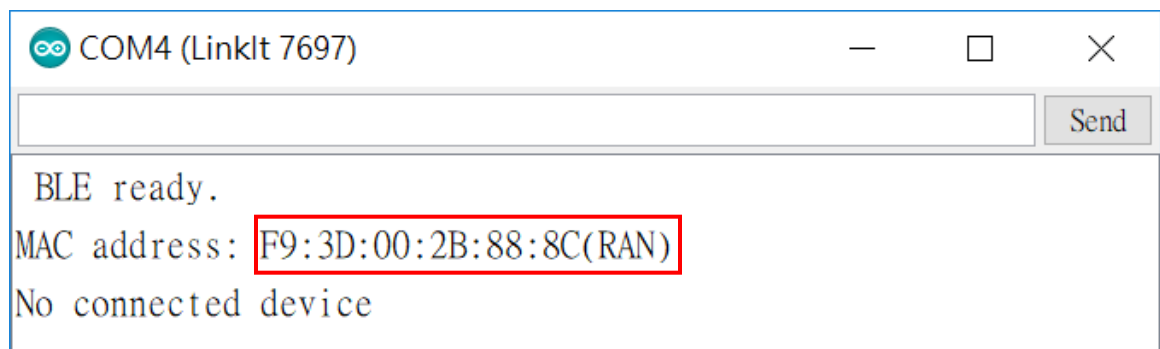 COM4 (LinkIt 7697)
Send
BLE ready.
MAC address: F9:3D:00:2B:88:8C(RAN)
No connected device